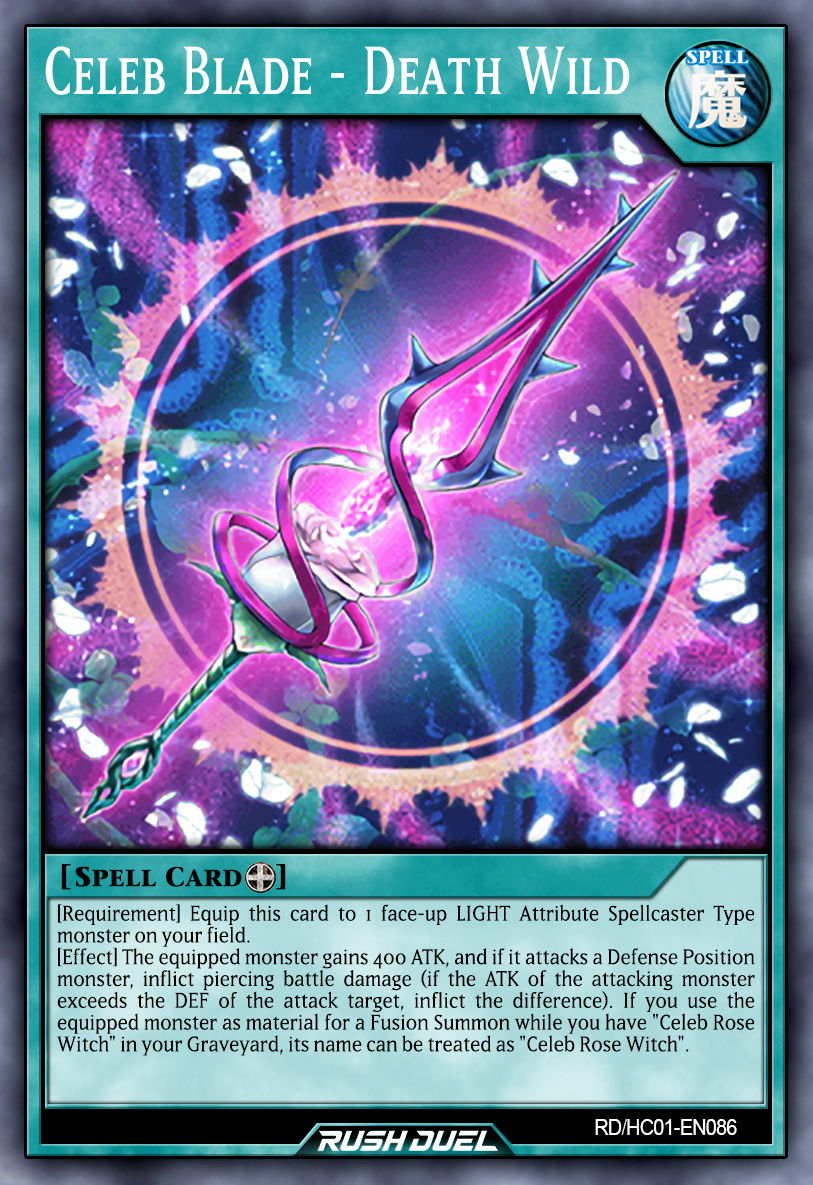 Celeb Blade - Death Wild
SPELL
魔
[Spell Card]
[Requirement] Equip this card to 1 face-up LIGHT Attribute Spellcaster Type
monster on your field.
[Effect] The equipped monster gains 400 ATK, and if it attacks a Defense Position
monster, inflict piercing battle damage (if the ATK of the attacking monster
exceeds the DEF of the attack target, inflict the difference). If you use the
equipped monster as material for a Fusion Summon while you have "Celeb Rose
Witch" in your Graveyard, its name can be treated as "Celeb Rose Witch".
RD/HC01-EN086
RUSH DUEL